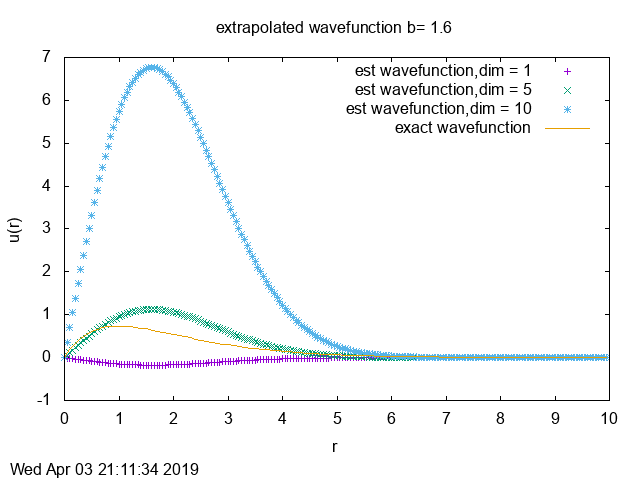 extrapolated wavefunction b= 1.6
est wavefunction,dim = 1
est wavefunction,dim = 5
est wavefunction,dim = 10
exact wavefunction
7
6
5
4
3
2
1
0
-1
u(r)
0 1 2 3 4 5 6 7 8 9 10
r
Wed Apr 03 21:11:34 2019